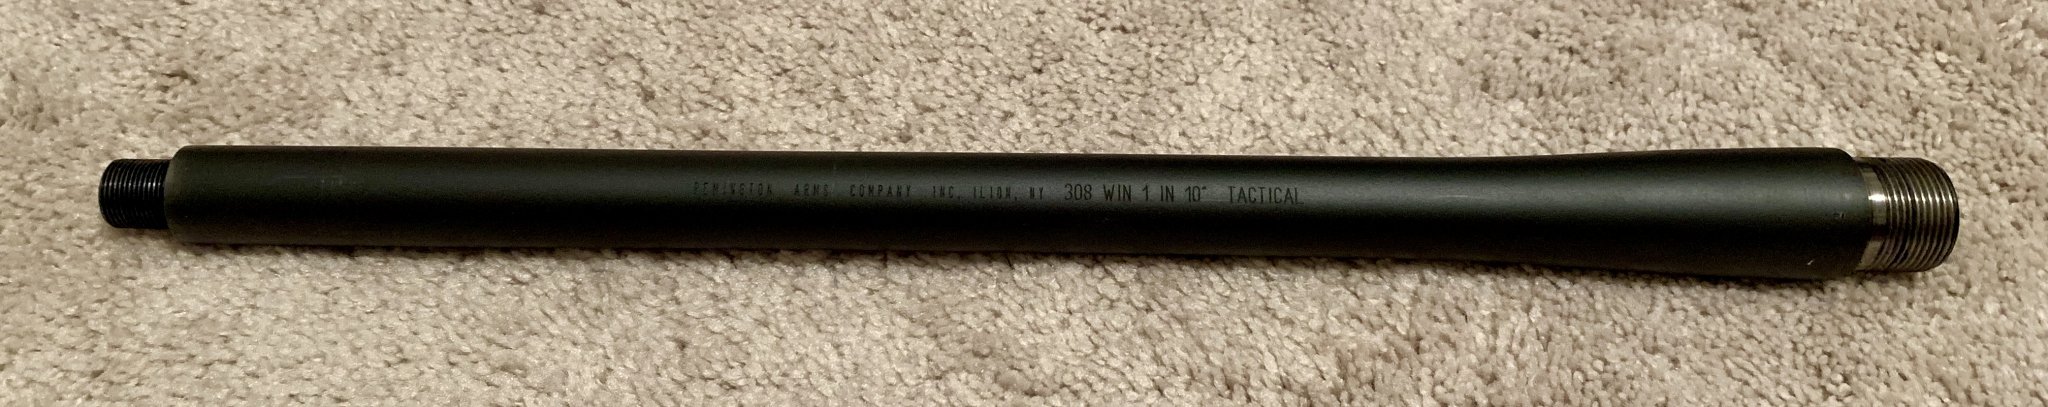 REMINGTON ARMS COMPANY, INC, ILION, NY 308 WIN 1 IN 10" TACTICAL